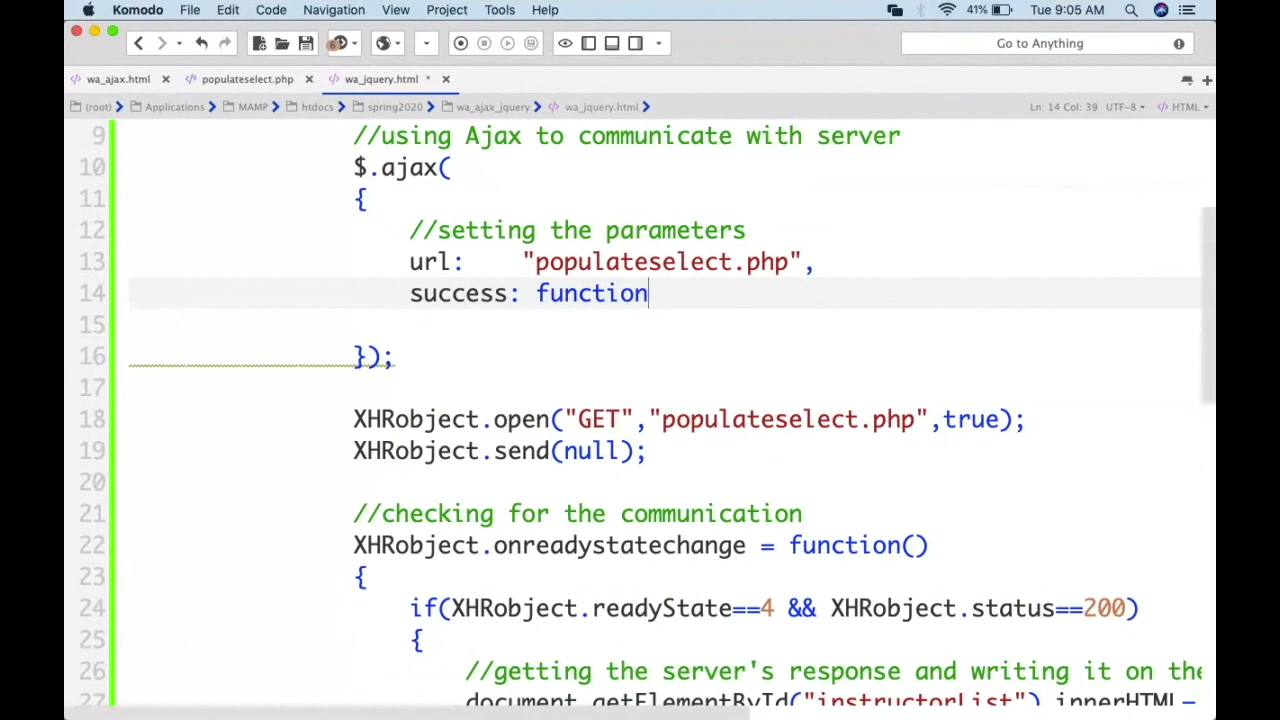 Komodo File Edit Code Navigation View Project Tools Help 41% Tue 9:05 AM
Go to Anything
wa_ajax.html populateselect.php wa_jquery.html *
(root) Applications MAMP htdocs spring2020 wa_ajax_jquery wa_jquery.html Ln: 14 Col: 39 UTF-8 HTML
9 //using Ajax to communicate with server
10 $.ajax(
11 {
12 //setting the parameters
13 url: "populateselect.php",
14 success: function
15
16 });
17
18 XHRobject.open("GET","populateselect.php",true);
19 XHRobject.send(null);
20
21 //checking for the communication
22 XHRobject.onreadystatechange = function()
23 {
24 if(XHRobject.readyState==4 && XHRobject.status==200)
25 {
26 //getting the server's response and writing it on the
27 document.getElementById("instructorList").innerHTML=